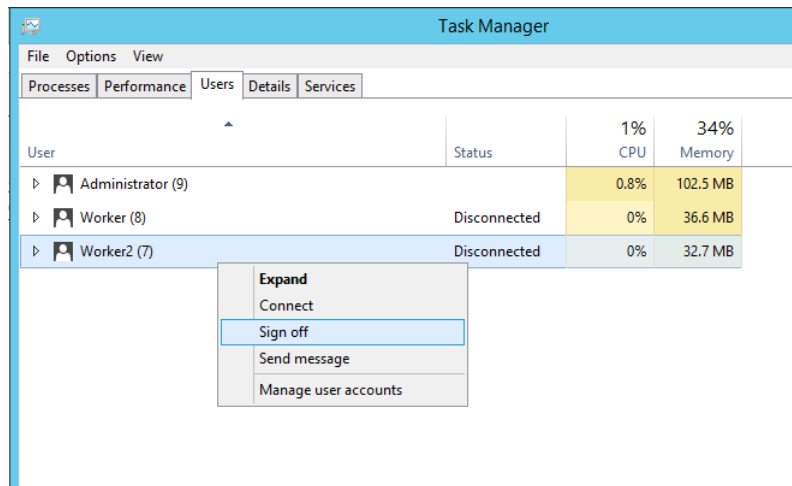 Task Manager
File Options View
Processes Performance Users Details Services
1% 34%
User Status CPU Memory
Administrator (9) 0.8% 102.5 MB
Worker (8) Disconnected 0% 36.6 MB
Worker2 (7) Disconnected 0% 32.7 MB
Expand
Connect
Sign off
Send message
Manage user accounts